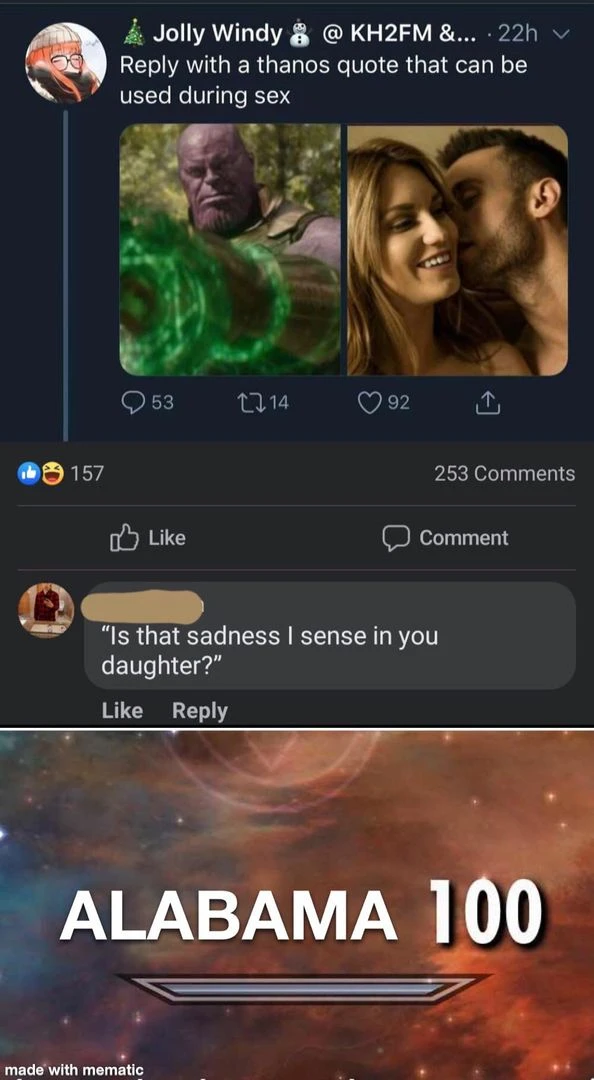 🎄 Jolly Windy ⛄ @ KH2FM &... · 22h
Reply with a thanos quote that can be
used during sex
53 14 92
157 253 Comments
Like Comment
“Is that sadness I sense in you
daughter?”
Like Reply
ALABAMA 100
made with mematic